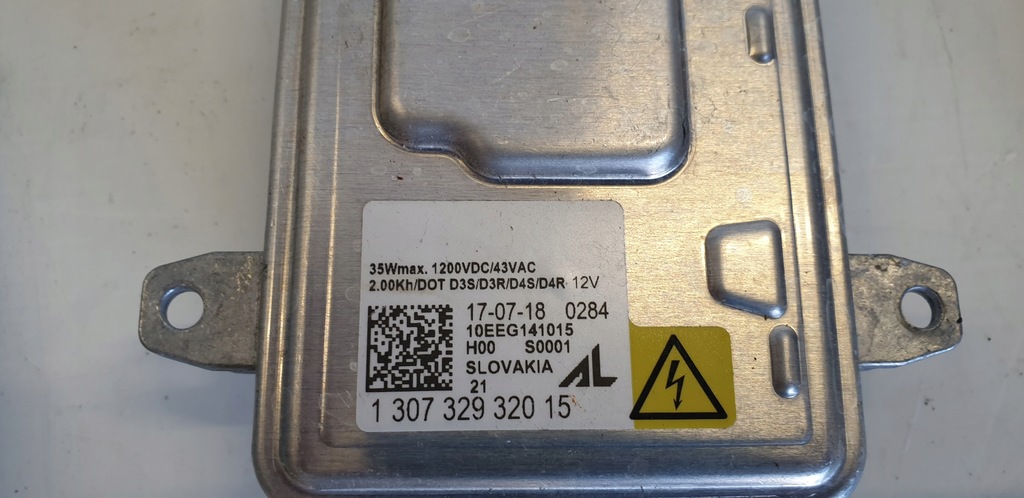 35Wmax. 1200VDC/43VAC
2.00Kh/DOT D3S/D3R/D4S/D4R 12V
17-07-18 0284
10EEG141015
H00 S0001
SLOVAKIA AL
21
1 307 329 320 15